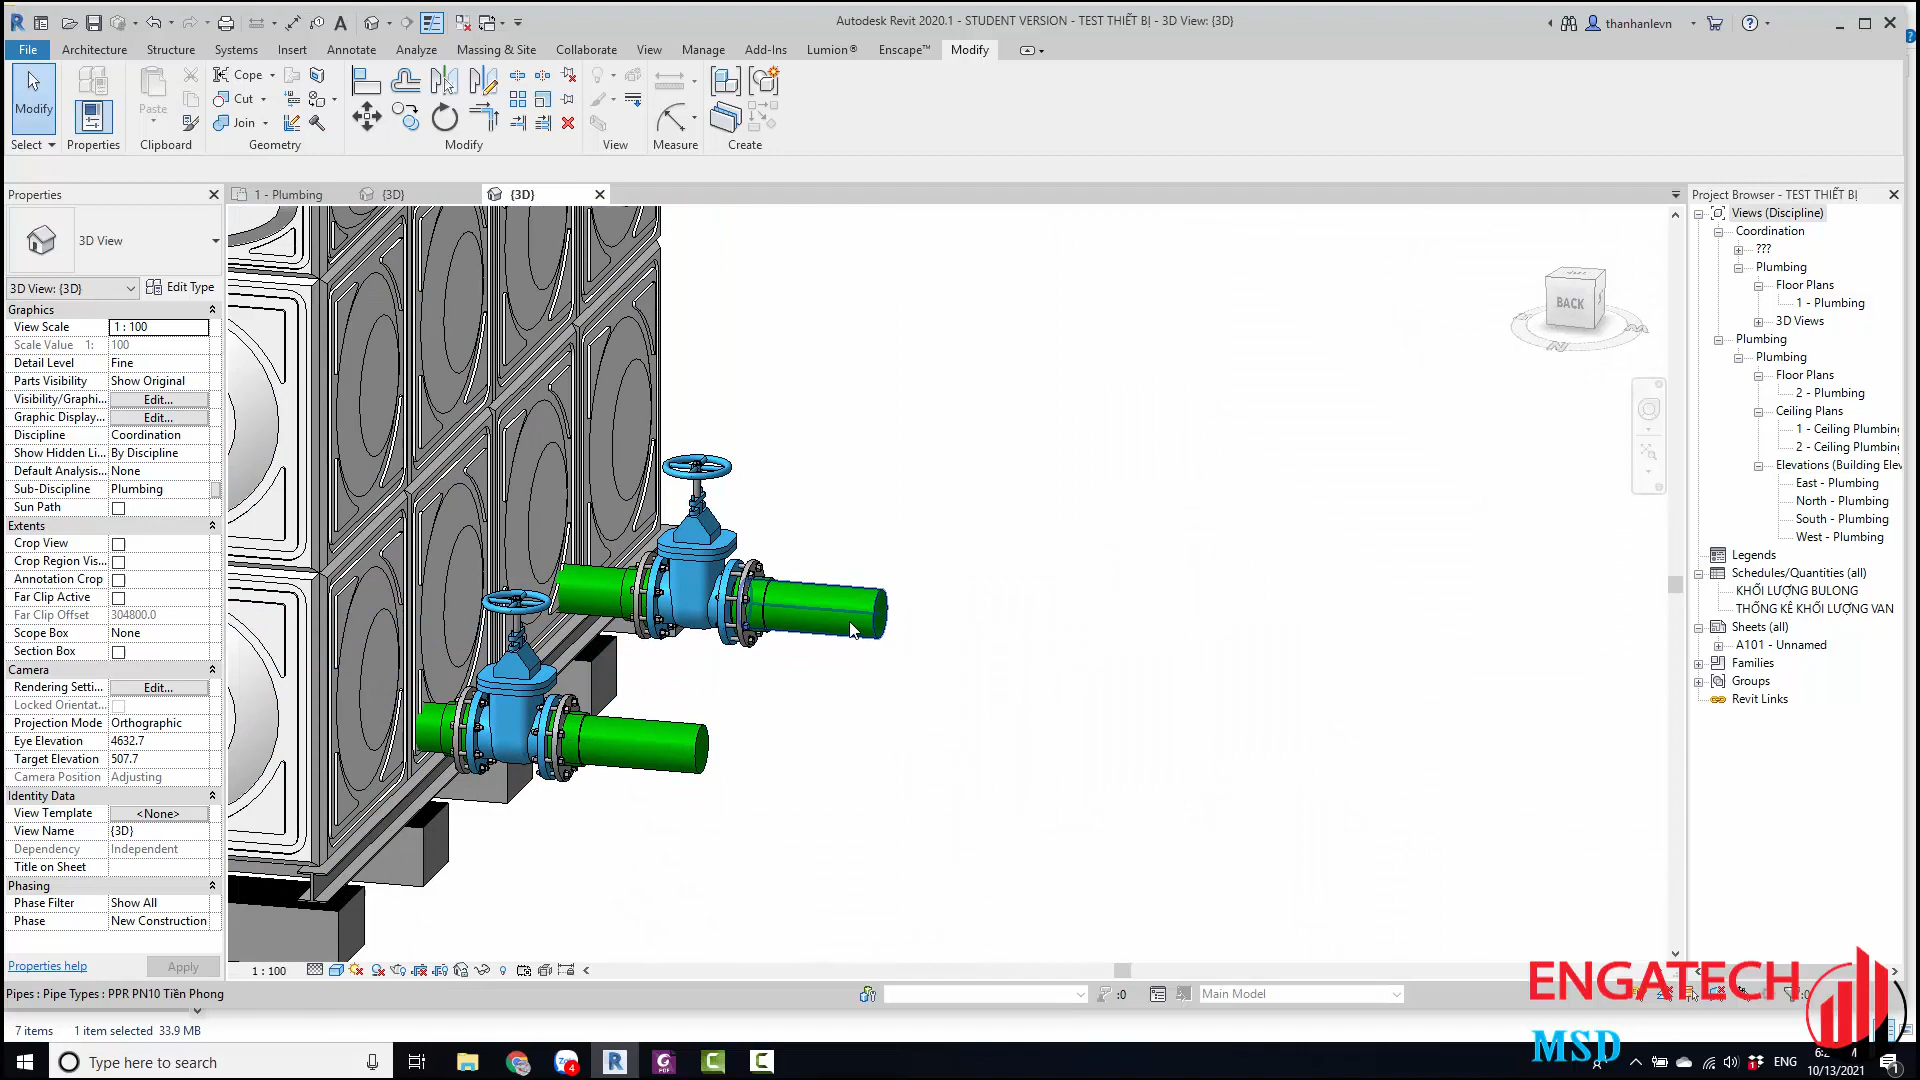 Autodesk Revit 2020.1 - STUDENT VERSION - TEST THIẾT BỊ - 3D View: {3D}
thanhanlevn
File Architecture Structure Systems Insert Annotate Analyze Massing & Site Collaborate View Manage Add-Ins Lumion® Enscape™ Modify
Modify
Paste
Cope
Cut
Join
Select Properties Clipboard Geometry Modify View Measure Create
Properties
1 - Plumbing {3D} {3D}
Project Browser - TEST THIẾT BỊ
3D View
3D View: {3D} Edit Type
Graphics
View Scale 1 : 100
Scale Value 1: 100
Detail Level Fine
Parts Visibility Show Original
Visibility/Graphi... Edit...
Graphic Display... Edit...
Discipline Coordination
Show Hidden Li... By Discipline
Default Analysis... None
Sub-Discipline Plumbing
Sun Path
Extents
Crop View
Crop Region Vis...
Annotation Crop
Far Clip Active
Far Clip Offset 304800.0
Scope Box None
Section Box
Camera
Rendering Setti... Edit...
Locked Orientat...
Projection Mode Orthographic
Eye Elevation 4632.7
Target Elevation 507.7
Camera Position Adjusting
Identity Data
View Template <None>
View Name {3D}
Dependency Independent
Title on Sheet
Phasing
Phase Filter Show All
Phase New Construction
Properties help Apply
BACK
Views (Discipline)
Coordination
???
Plumbing
Floor Plans
1 - Plumbing
3D Views
Plumbing
Plumbing
Floor Plans
2 - Plumbing
Ceiling Plans
1 - Ceiling Plumbing
2 - Ceiling Plumbing
Elevations (Building Elev
East - Plumbing
North - Plumbing
South - Plumbing
West - Plumbing
Legends
Schedules/Quantities (all)
KHỐI LƯỢNG BULONG
THỐNG KÊ KHỐI LƯỢNG VAN
Sheets (all)
A101 - Unnamed
Families
Groups
Revit Links
1 : 100
Pipes : Pipe Types : PPR PN10 Tiền Phong
:0
Main Model
7 items 1 item selected 33.9 MB
ENGATECH
MSD
Type here to search
ENG
10/13/2021